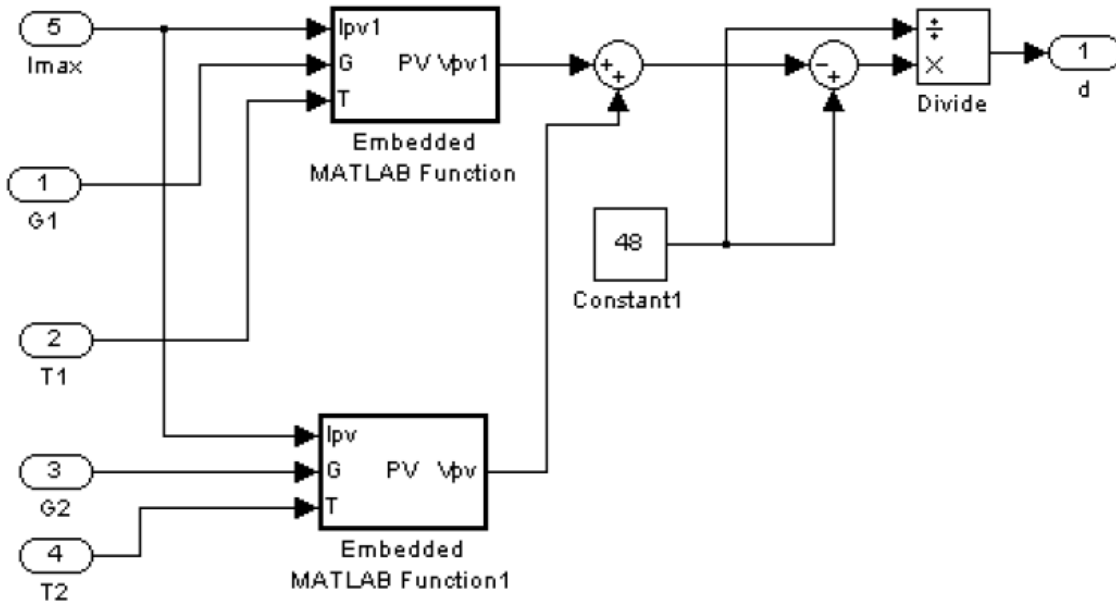 5
Imax
Ipv1
G
T
PV Vpv1
Embedded
MATLAB Function
+
+
−
+
÷
×
Divide
1
d
1
G1
48
Constant1
2
T1
3
G2
4
T2
Ipv
G
T
PV Vpv
Embedded
MATLAB Function1